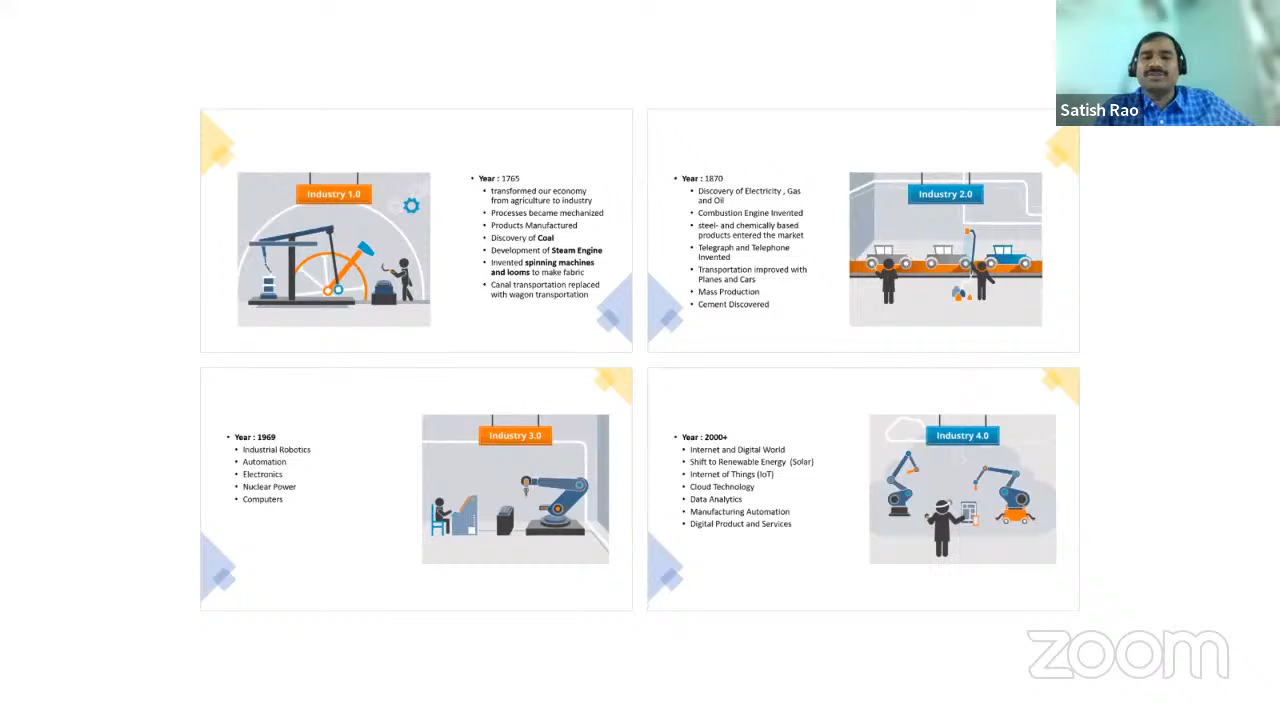 Satish Rao
Industry 1.0
• Year : 1765
• transformed our economy
from agriculture to industry
• Processes became mechanized
• Products Manufactured
• Discovery of Coal
• Development of Steam Engine
• Invented spinning machines
and looms to make fabric
• Canal transportation replaced
with wagon transportation
• Year : 1870
• Discovery of Electricity , Gas
and Oil
• Combustion Engine Invented
• steel- and chemically based
products entered the market
• Telegraph and Telephone
Invented
• Transportation improved with
Planes and Cars
• Mass Production
• Cement Discovered
Industry 2.0
• Year : 1969
• Industrial Robotics
• Automation
• Electronics
• Nuclear Power
• Computers
Industry 3.0
• Year : 2000+
• Internet and Digital World
• Shift to Renewable Energy (Solar)
• Internet of Things (IoT)
• Cloud Technology
• Data Analytics
• Manufacturing Automation
• Digital Product and Services
Industry 4.0
zoom